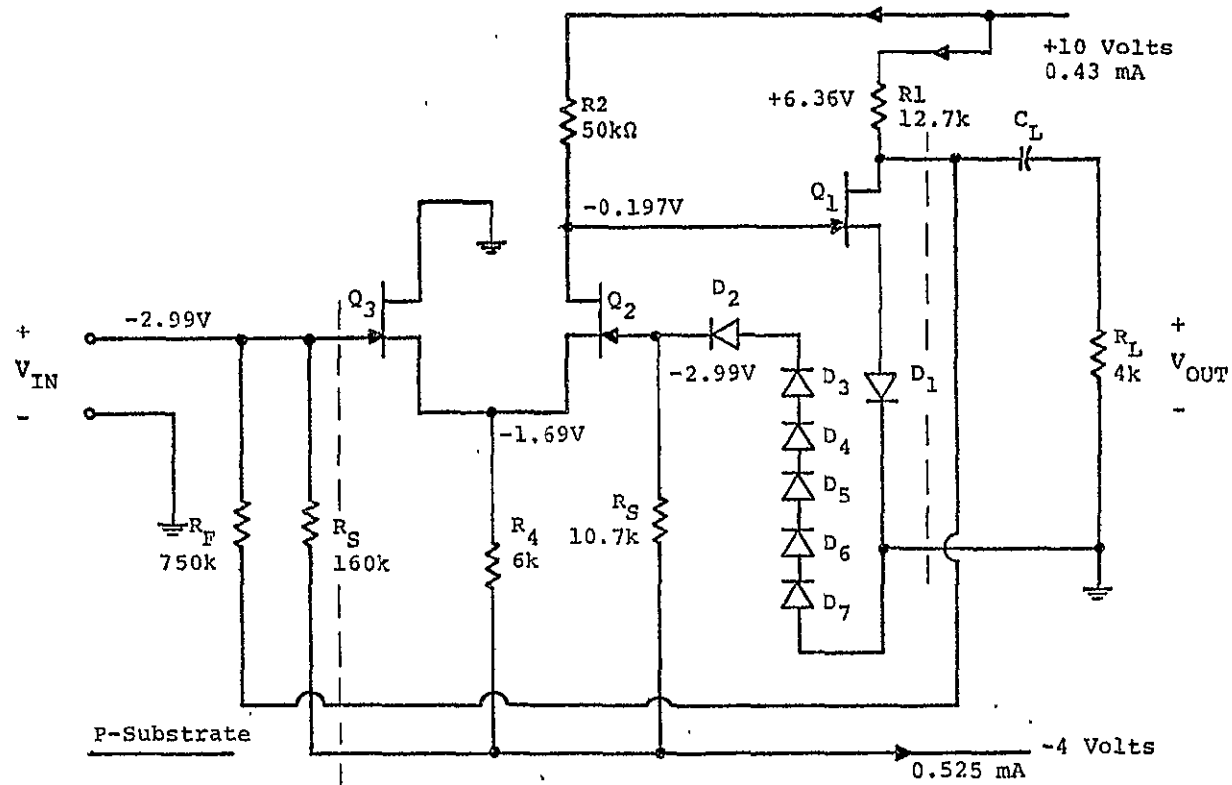 +10 Volts
0.43 mA
R2
50kΩ
+6.36V
R1
12.7k
C_L
Q_1
-0.197V
Q_3
Q_2
D_2
-2.99V
+
V_IN
-
-2.99V
D_3
D_1
R_L
4k
+
V_OUT
-
-1.69V
D_4
D_5
R_F
750k
R_S
160k
R_4
6k
R_S
10.7k
D_6
D_7
P-Substrate
-4 Volts
0.525 mA